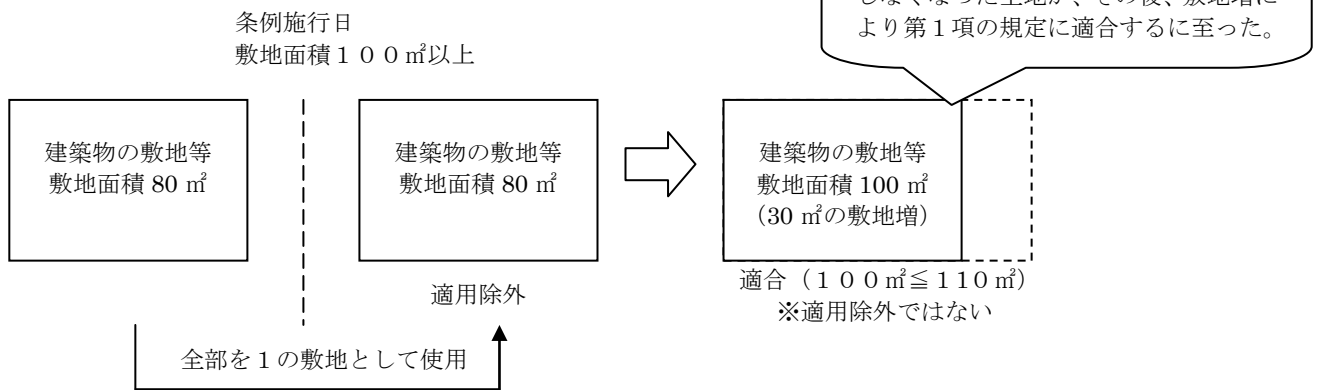 より第１項の規定に適合するに至った。
条例施行日
敷地面積１００㎡以上
建築物の敷地等
敷地面積 80 ㎡
建築物の敷地等
敷地面積 80 ㎡
建築物の敷地等
敷地面積 100 ㎡
（30 ㎡の敷地増）
適用除外
適合（１００㎡≦１１０㎡）
※適用除外ではない
全部を１の敷地として使用